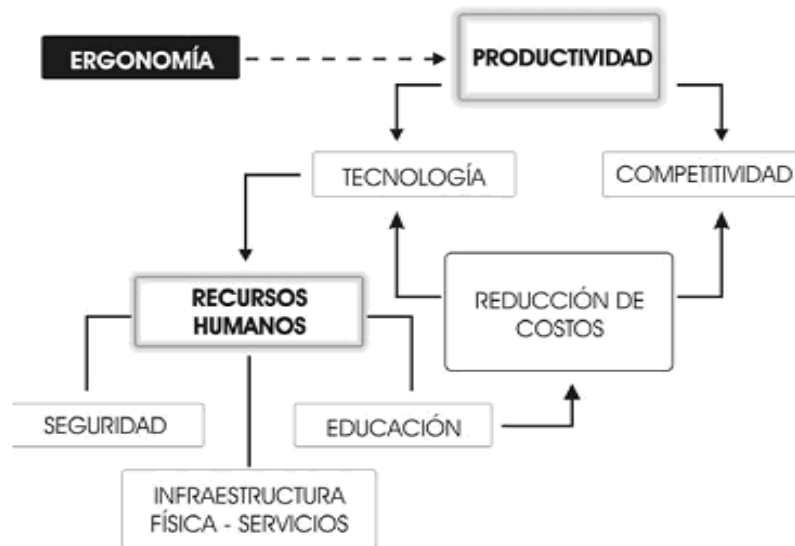 ERGONOMÍA
PRODUCTIVIDAD
TECNOLOGÍA
COMPETITIVIDAD
RECURSOS
HUMANOS
REDUCCIÓN DE
COSTOS
SEGURIDAD
EDUCACIÓN
INFRAESTRUCTURA
FÍSICA - SERVICIOS